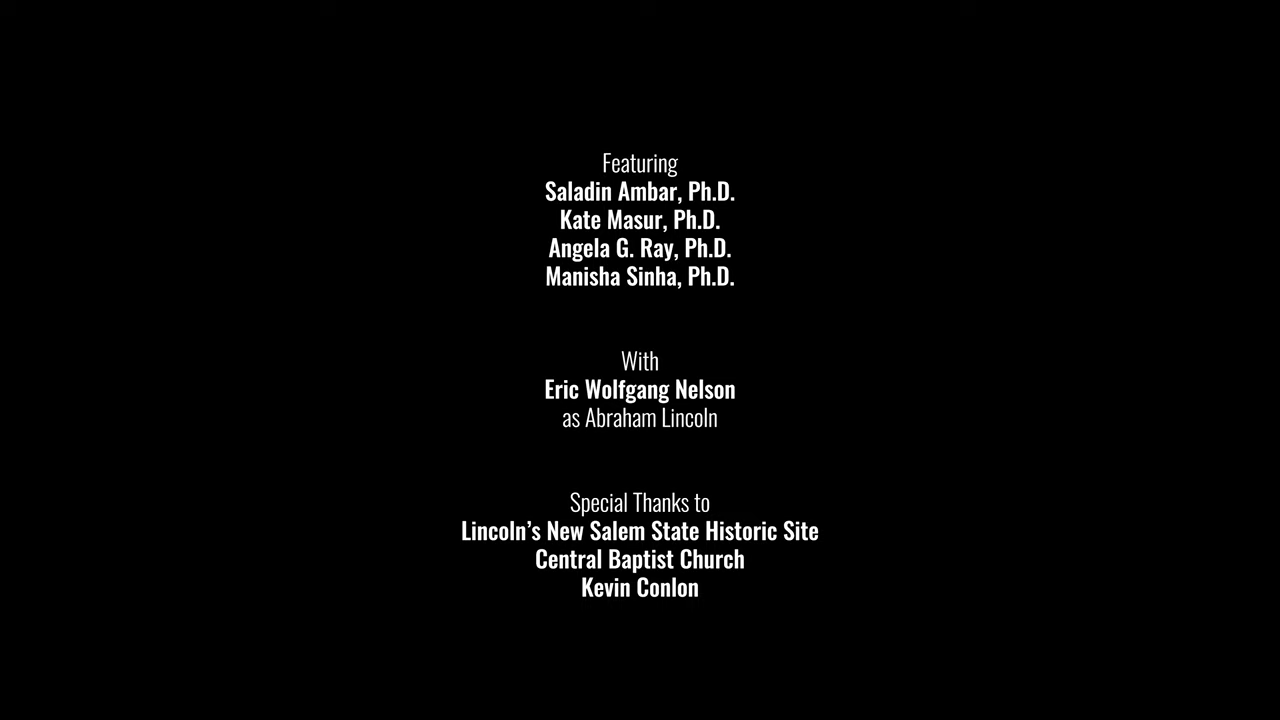 Featuring
Saladin Ambar, Ph.D.
Kate Masur, Ph.D.
Angela G. Ray, Ph.D.
Manisha Sinha, Ph.D.
With
Eric Wolfgang Nelson
as Abraham Lincoln
Special Thanks to
Lincoln’s New Salem State Historic Site
Central Baptist Church
Kevin Conlon